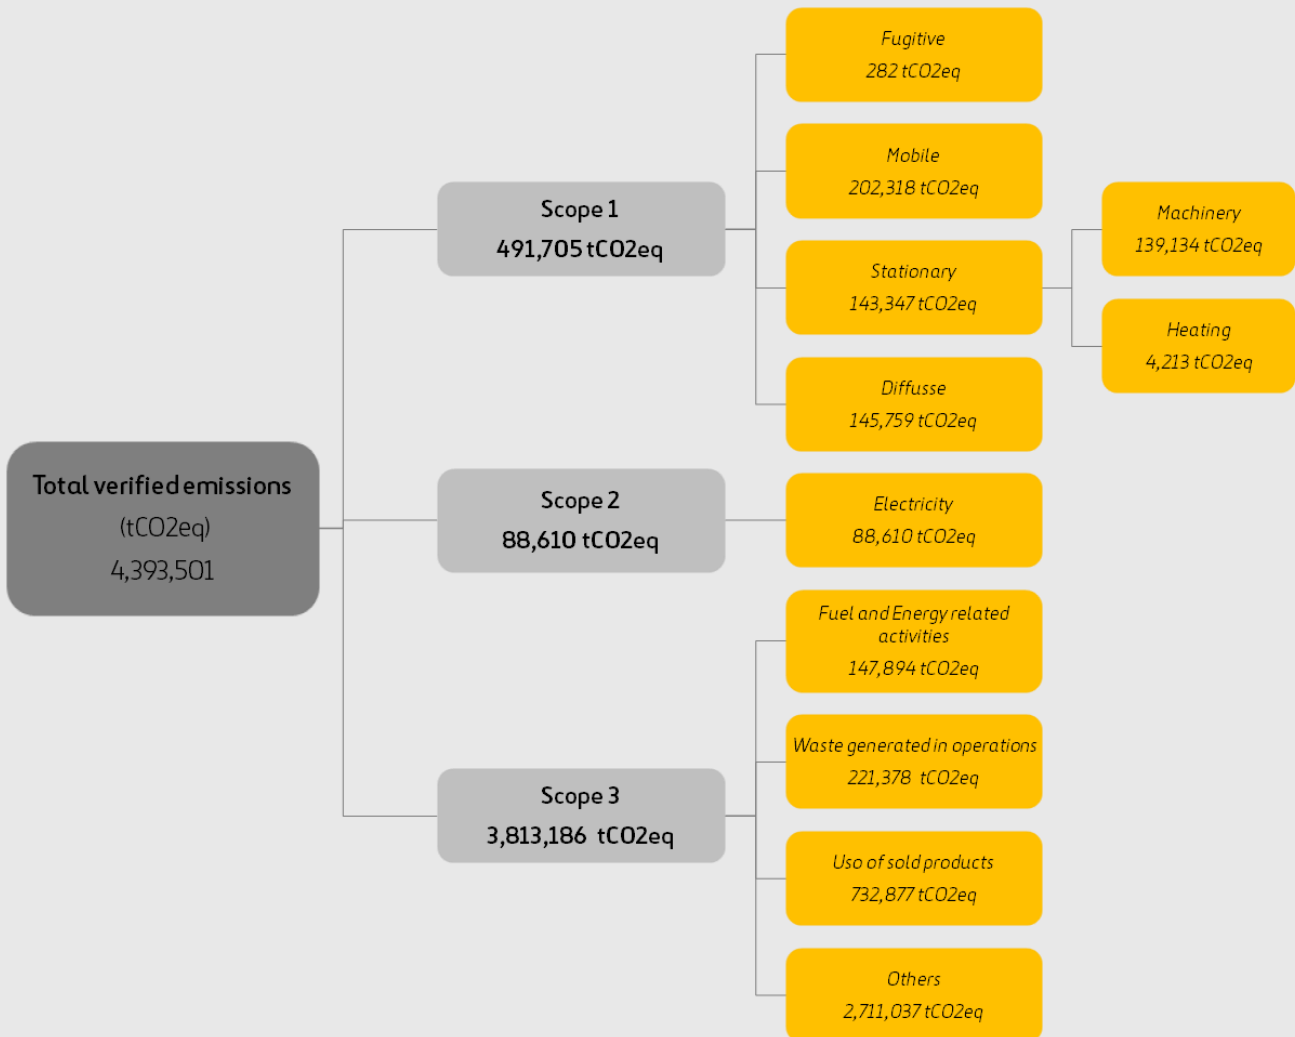 Total verified emissions
(tCO2eq)
4,393,501
Scope 1
491,705 tCO2eq
Fugitive
282 tCO2eq
Mobile
202,318 tCO2eq
Stationary
143,347 tCO2eq
Machinery
139,134 tCO2eq
Heating
4,213 tCO2eq
Diffusse
145,759 tCO2eq
Scope 2
88,610 tCO2eq
Electricity
88,610 tCO2eq
Scope 3
3,813,186 tCO2eq
Fuel and Energy related
activities
147,894 tCO2eq
Waste generated in operations
221,378 tCO2eq
Uso of sold products
732,877 tCO2eq
Others
2,711,037 tCO2eq